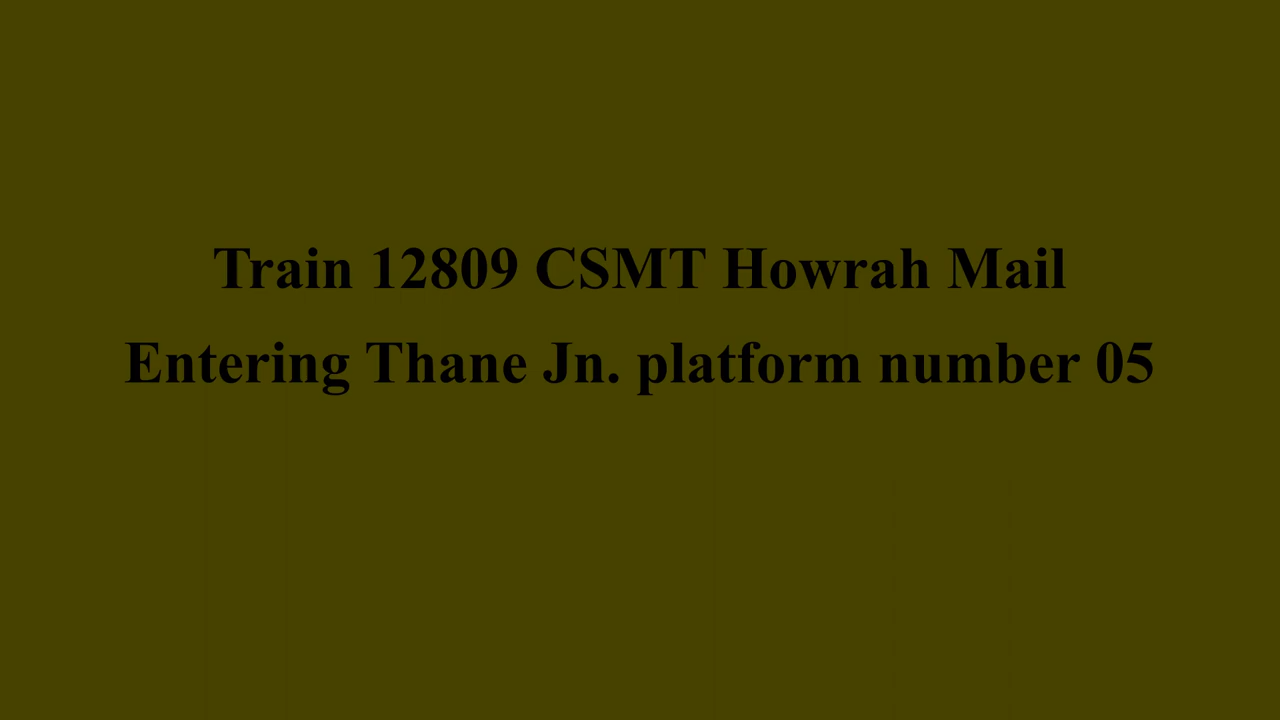 Train 12809 CSMT Howrah Mail
Entering Thane Jn. platform number 05